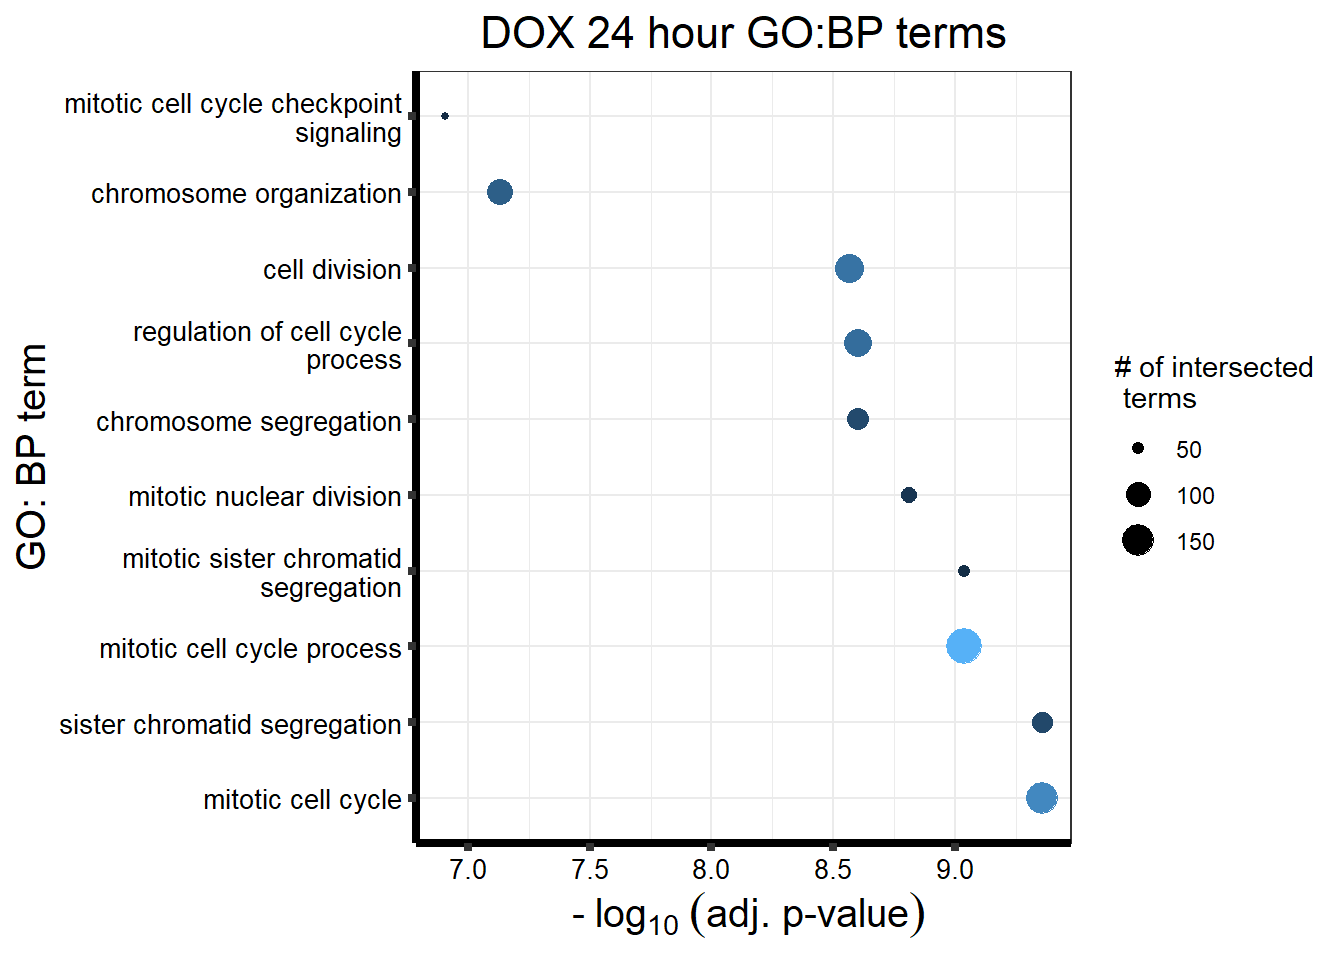 DOX 24 hour GO:BP terms
GO: BP term
mitotic cell cycle checkpoint
signaling
chromosome organization
cell division
regulation of cell cycle
process
chromosome segregation
mitotic nuclear division
mitotic sister chromatid
segregation
mitotic cell cycle process
sister chromatid segregation
mitotic cell cycle
7.0 7.5 8.0 8.5 9.0
- log10 (adj. p-value)
# of intersected
terms
50
100
150